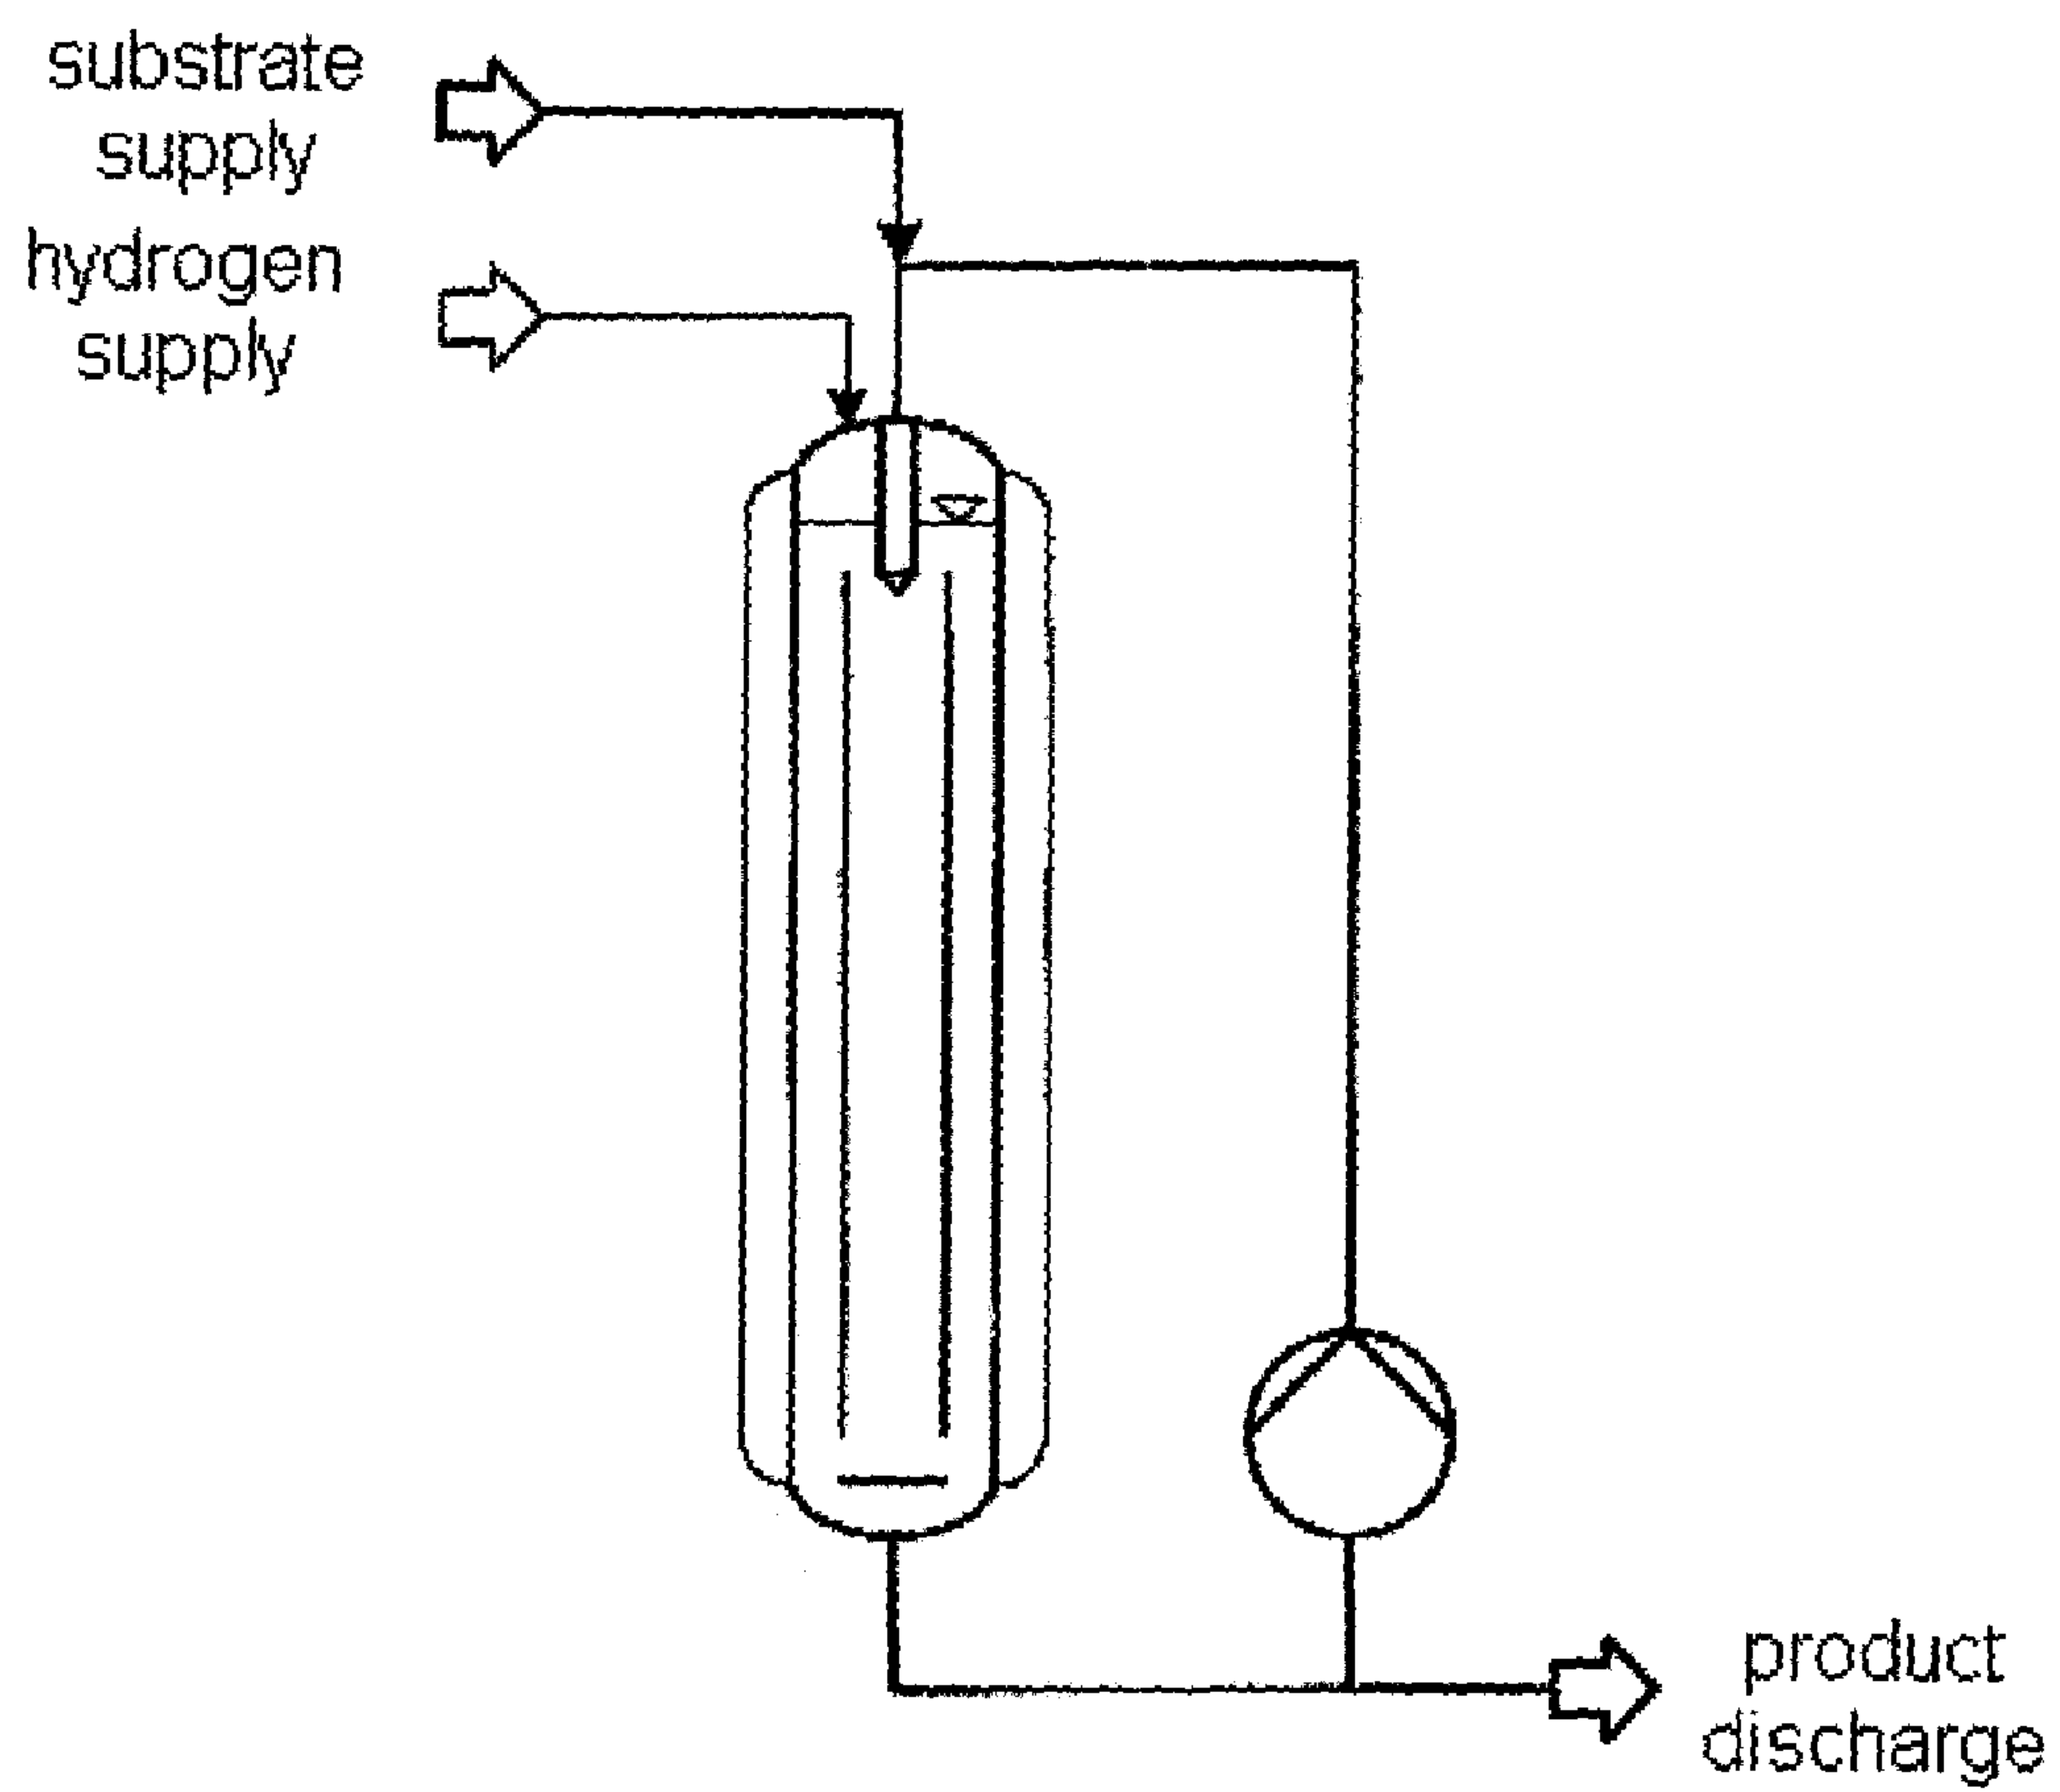 substrate
supply
hydrogen
supply
product
discharge